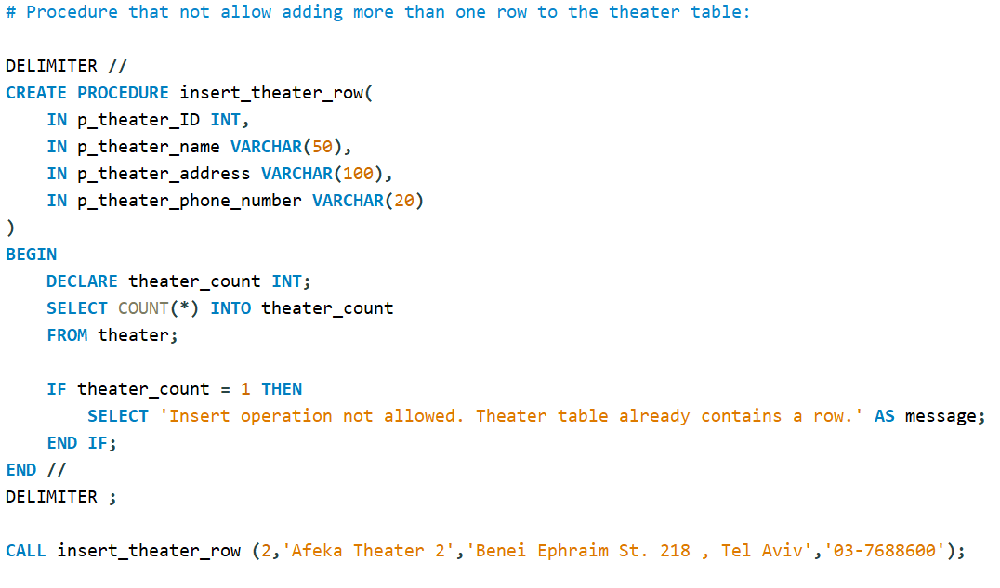 # Procedure that not allow adding more than one row to the theater table:

DELIMITER //
CREATE PROCEDURE insert_theater_row(
    IN p_theater_ID INT,
    IN p_theater_name VARCHAR(50),
    IN p_theater_address VARCHAR(100),
    IN p_theater_phone_number VARCHAR(20)
)
BEGIN
    DECLARE theater_count INT;
    SELECT COUNT(*) INTO theater_count
    FROM theater;

    IF theater_count = 1 THEN
        SELECT 'Insert operation not allowed. Theater table already contains a row.' AS message;
    END IF;
END //
DELIMITER ;

CALL insert_theater_row (2,'Afeka Theater 2','Benei Ephraim St. 218 , Tel Aviv','03-7688600');